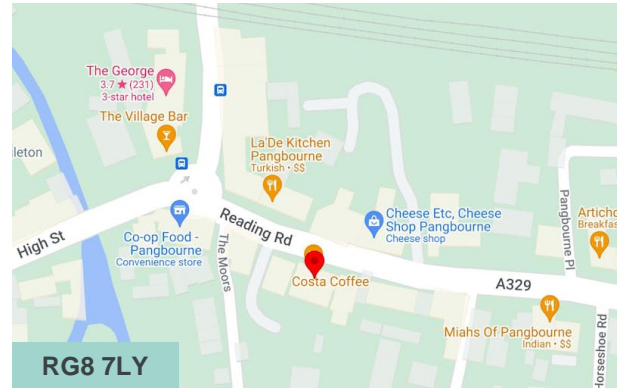 The George
3.7 ★ (231)
3-star hotel
The Village Bar
gleton
La'De Kitchen
Pangbourne
Turkish • $$
Cheese Etc, Cheese
Shop Pangbourne
Cheese shop
Pangbourne Pl
Articho
Breakfas
High St
Co-op Food -
Pangbourne
Convenience store
The Moors
Reading Rd
Costa Coffee
A329
Miahs Of Pangbourne
Indian • $$
Horseshoe Rd
RG8 7LY